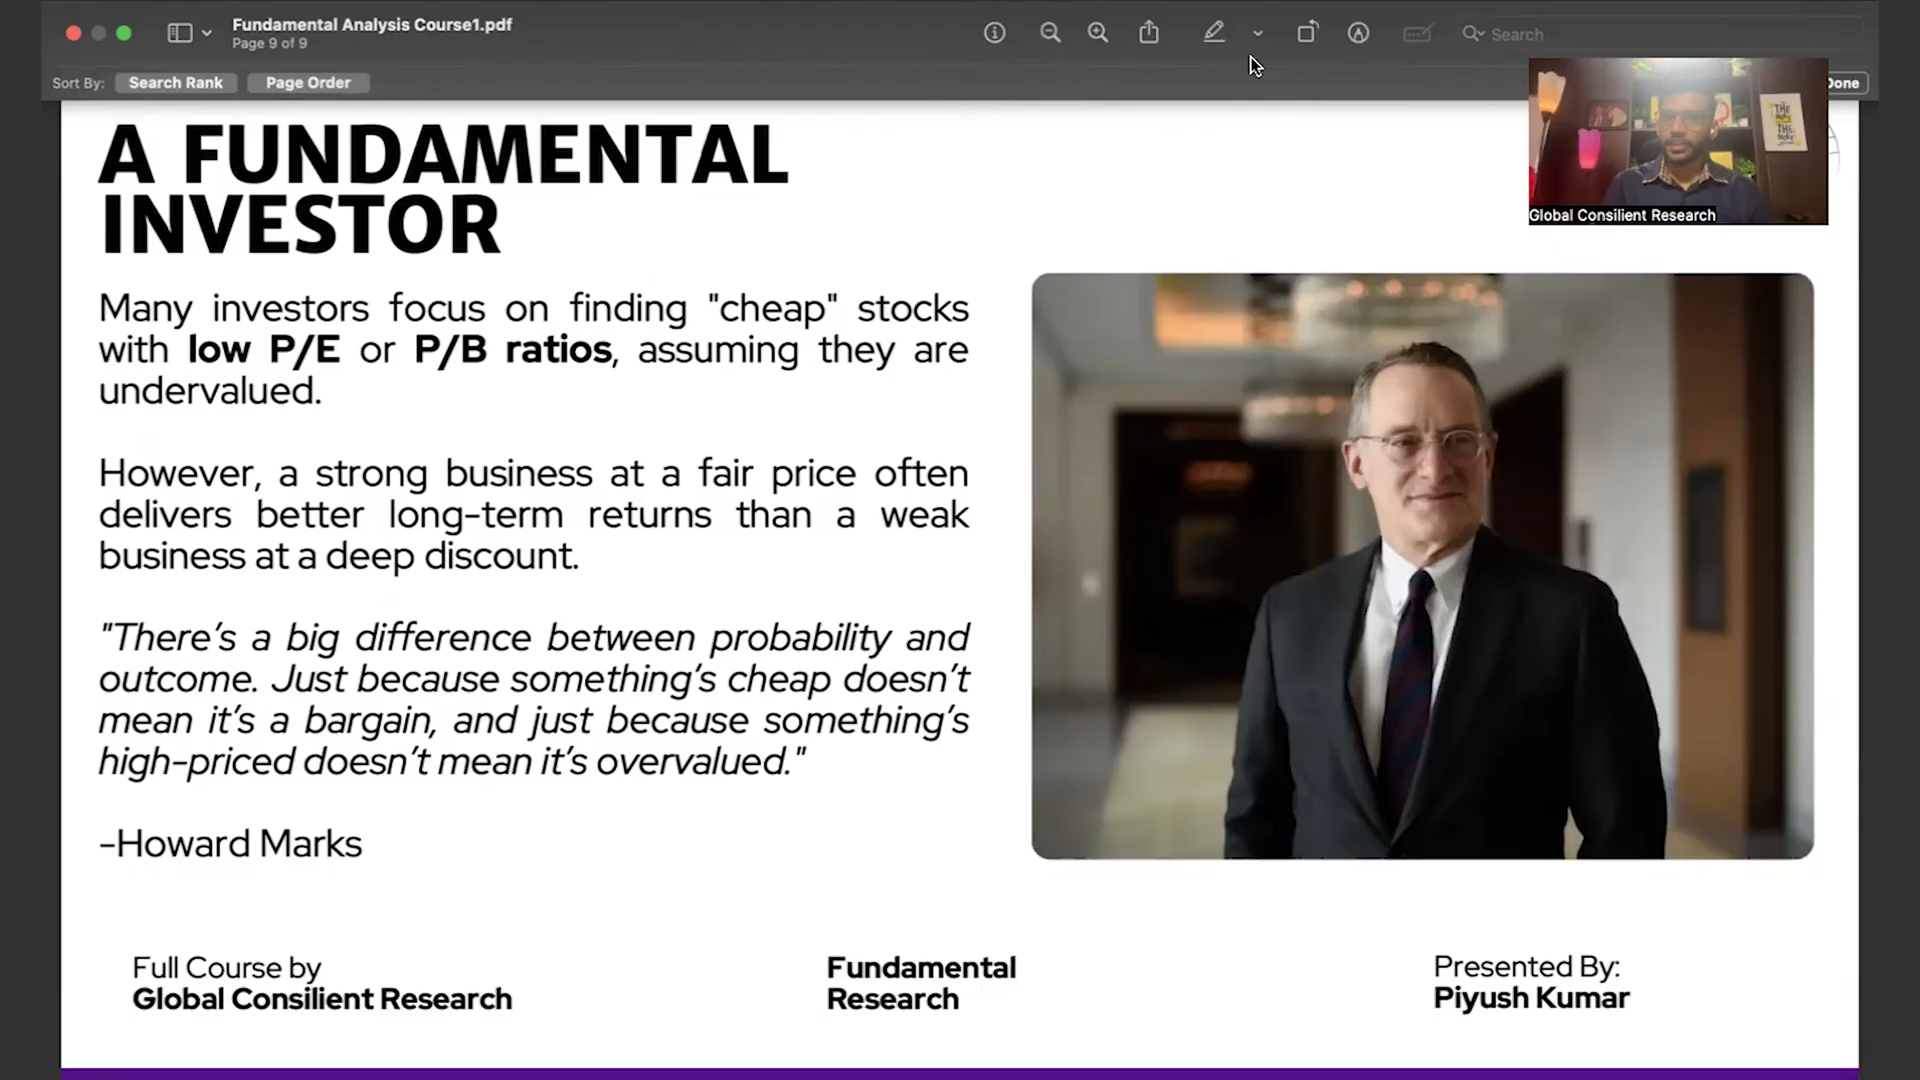 Fundamental Analysis Course1.pdf
Page 9 of 9
Search
Sort By: Search Rank Page Order
Done
THE
MORE
THE
MORE
Global Consilient Research
A FUNDAMENTAL
INVESTOR
Many investors focus on finding "cheap" stocks
with low P/E or P/B ratios, assuming they are
undervalued.
However, a strong business at a fair price often
delivers better long-term returns than a weak
business at a deep discount.
"There's a big difference between probability and
outcome. Just because something's cheap doesn't
mean it's a bargain, and just because something's
high-priced doesn't mean it's overvalued."
-Howard Marks
Full Course by
Global Consilient Research
Fundamental
Research
Presented By:
Piyush Kumar